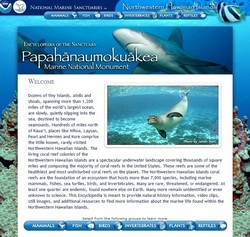 NATIONAL MARINE SANCTUARIES
Northwestern Hawaiian Islands
MAMMALS FISH BIRDS INVERTEBRATES PLANTS REPTILES
ENCYCLOPEDIA OF THE SANCTUARY
Papahānaumokuākea
Marine National Monument
WELCOME
Dozens of tiny islands, atolls and
shoals, spanning more than 1,200
miles of the world's largest ocean,
are slowly, quietly slipping into the
sea, destined to become
seamounts. Hundreds of miles north
of Kaua'i, places like Nihoa, Laysan,
Pearl and Hermes and Kure comprise
the little-known, rarely visited
Northwestern Hawaiian Islands. The
living coral reef colonies of the
Northwestern Hawaiian Islands are a spectacular underwater landscape covering thousands of square
miles and composing the majority of coral reefs in the United States. These reefs are some of the
healthiest and most undisturbed coral reefs on the planet. The Northwestern Hawaiian Islands coral
reefs are the foundation of an ecosystem that hosts more than 7,000 species, including marine
mammals, fishes, sea turtles, birds, and invertebrates. Many are rare, threatened, or endangered. At
least one quarter are endemic, found nowhere else on Earth. Many more remain unidentified or even
unknown to science. This Encyclopedia is meant to provide natural history information, video clips,
still images, and additional resources to find more information about the marine life found within the
Northwestern Hawaiian Islands.
Select from the following groups to learn more.
MAMMALS FISH BIRDS INVERTEBRATES PLANTS REPTILES